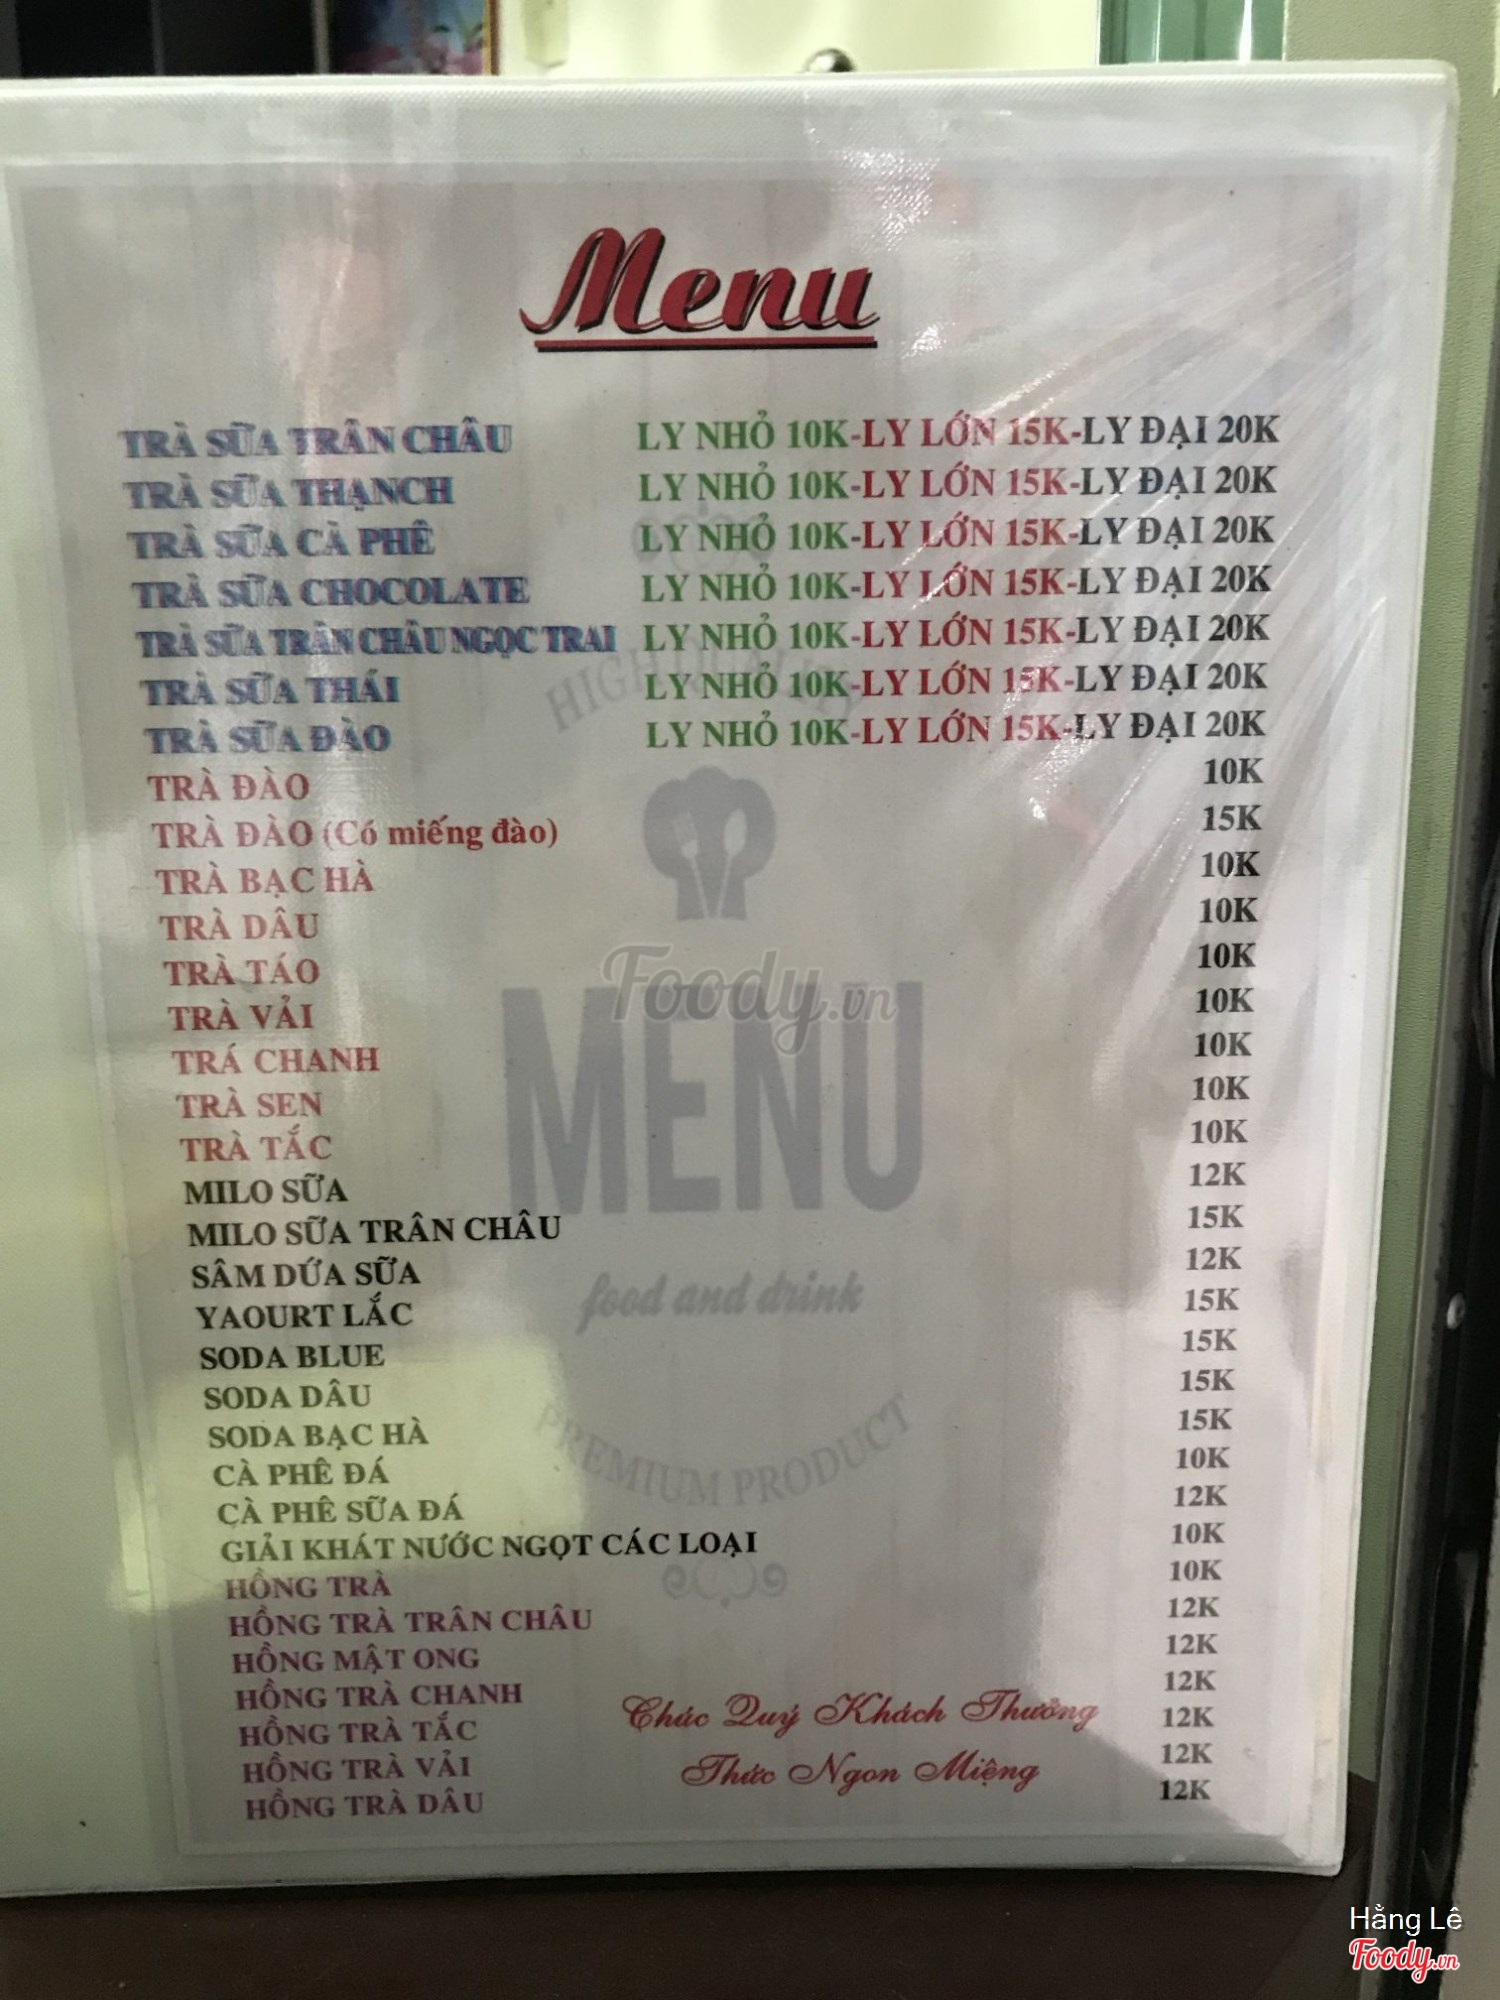 Menu
TRÀ SỮA TRÂN CHÂU LY NHỎ 10K-LY LỚN 15K-LY ĐẠI 20K
TRÀ SỮA THẠNCH LY NHỎ 10K-LY LỚN 15K-LY ĐẠI 20K
TRÀ SỮA CÀ PHÊ LY NHỎ 10K-LY LỚN 15K-LY ĐẠI 20K
TRÀ SỮA CHOCOLATE LY NHỎ 10K-LY LỚN 15K-LY ĐẠI 20K
TRÀ SỮA TRÂN CHÂU NGỌC TRAI LY NHỎ 10K-LY LỚN 15K-LY ĐẠI 20K
TRÀ SỮA THÁI LY NHỎ 10K-LY LỚN 15K-LY ĐẠI 20K
TRÀ SỮA ĐÀO LY NHỎ 10K-LY LỚN 15K-LY ĐẠI 20K
HIGH QUALITY
TRÀ ĐÀO 10K
TRÀ ĐÀO (Có miếng đào) 15K
TRÀ BẠC HÀ 10K
TRÀ DÂU 10K
TRÀ TÁO 10K
Foody.vn
TRÀ VẢI 10K
TRÁ CHANH 10K
MENU
TRÀ SEN 10K
TRÀ TẮC 10K
MILO SỮA 12K
MILO SỮA TRÂN CHÂU 15K
SÂM DỨA SỮA 12K
food and drink
YAOURT LẮC 15K
SODA BLUE 15K
SODA DÂU 15K
SODA BẠC HÀ 15K
PREMIUM PRODUCT
CÀ PHÊ ĐÁ 10K
CÀ PHÊ SỮA ĐÁ 12K
GIẢI KHÁT NƯỚC NGỌT CÁC LOẠI 10K
HỒNG TRÀ 10K
HỒNG TRÀ TRÂN CHÂU 12K
HỒNG MẬT ONG 12K
HỒNG TRÀ CHANH 12K
HỒNG TRÀ TẮC 12K
HỒNG TRÀ VẢI 12K
HỒNG TRÀ DÂU 12K
Chúc Quý Khách Thưởng
Thức Ngon Miệng
Hằng Lê
Foody.vn